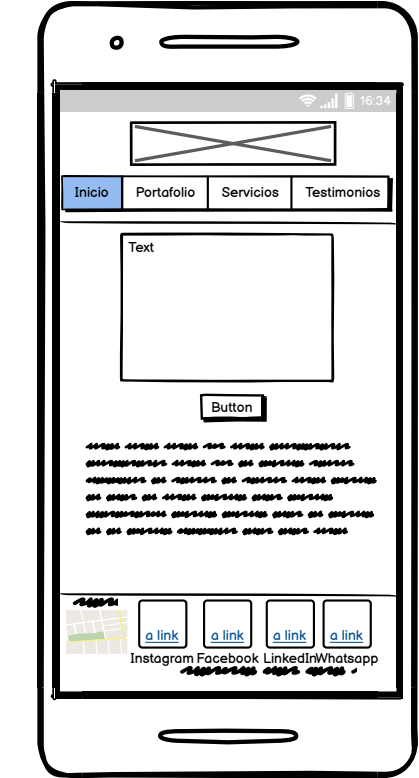 16:34
Inicio Portafolio Servicios Testimonios
Text
Button
a link a link a link a link
Instagram Facebook LinkedIn Whatsapp